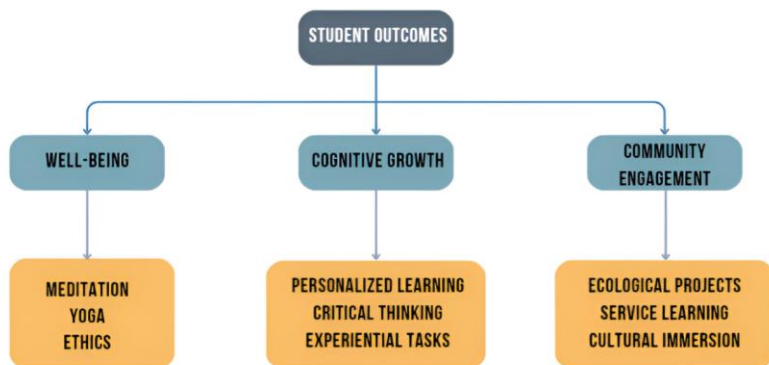 STUDENT OUTCOMES
WELL-BEING
COGNITIVE GROWTH
COMMUNITY
ENGAGEMENT
MEDITATION
YOGA
ETHICS
PERSONALIZED LEARNING
CRITICAL THINKING
EXPERIENTIAL TASKS
ECOLOGICAL PROJECTS
SERVICE LEARNING
CULTURAL IMMERSION